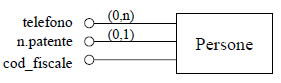 telefono (0,n)
n.patente (0,1)
cod_fiscale
Persone